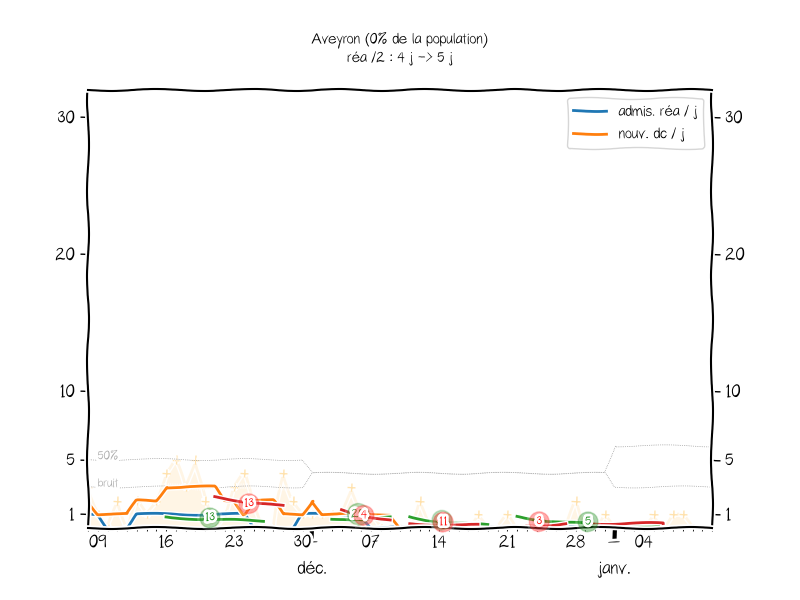 Aveyron (0% de la population)
réa /2 : 4 j -> 5 j
admis. réa / j
nouv. dc / j
30 30
20 20
10 10
50%
5 5
bruit
1 1
13 13 4 11 3 5
09 16 23 30 07 14 21 28 04
déc. janv.